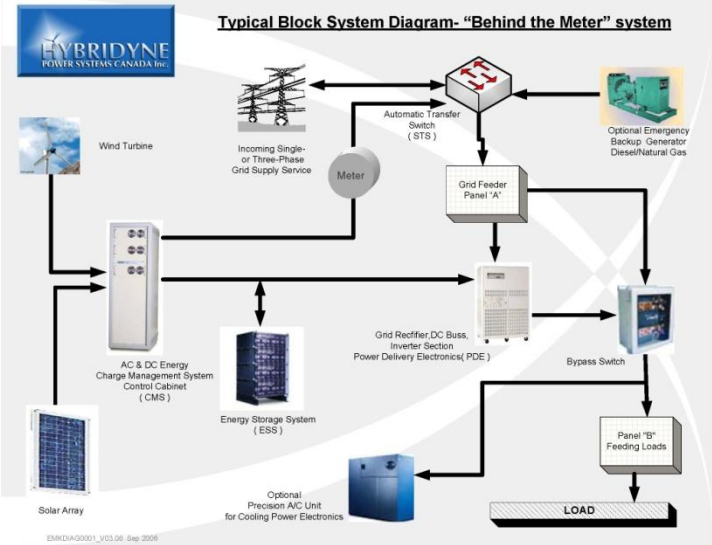 Typical Block System Diagram- “Behind the Meter” system
HYBRIDYNE
POWER SYSTEMS CANADA Inc.
Wind Turbine
Incoming Single-
or Three-Phase
Grid Supply Service
Automatic Transfer
Switch
( STS )
Optional Emergency
Backup Generator
Diesel/Natural Gas
Meter
Grid Feeder
Panel "A"
AC & DC Energy
Charge Management System
Control Cabinet
( CMS )
Energy Storage System
( ESS )
Grid Rectifier,DC Buss,
Inverter Section
Power Delivery Electronics( PDE )
Bypass Switch
Panel "B"
Feeding Loads
Solar Array
Optional
Precision A/C Unit
for Cooling Power Electronics
LOAD
EMKDIAG0001_V03.06 Sep 2006